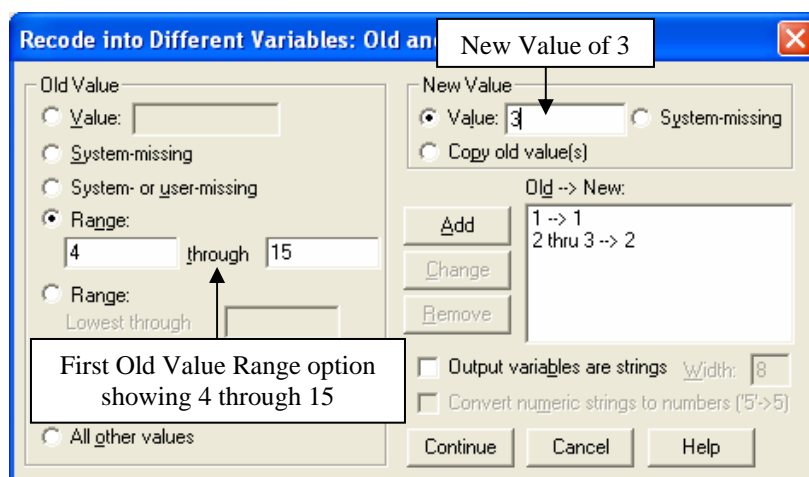 Recode into Different Variables: Old an
New Value of 3
Old Value
Value:
System-missing
System- or user-missing
Range:
4 through 15
Range:
Lowest through
First Old Value Range option
showing 4 through 15
All other values
New Value
Value: 3 System-missing
Copy old value(s)
Old --> New:
Add
Change
Remove
1 --> 1
2 thru 3 --> 2
Output variables are strings Width: 8
Convert numeric strings to numbers ('5'->5)
Continue Cancel Help